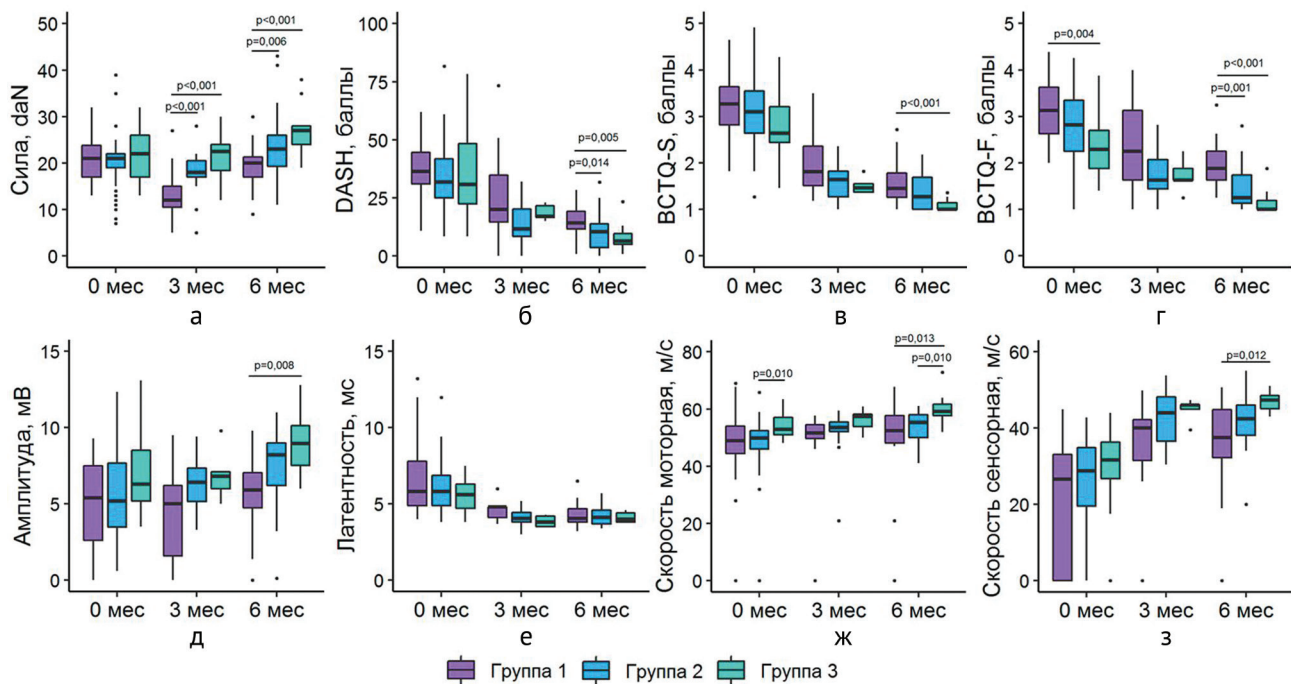 Сила, daN
50
40
30
20
10
0
p<0,001
p=0,006
p<0,001
p<0,001
0 мес 3 мес 6 мес
а
DASH, баллы
100
75
50
25
0
p=0,005
p=0,014
0 мес 3 мес 6 мес
б
BCTQ-S, баллы
5
4
3
2
1
0
p<0,001
0 мес 3 мес 6 мес
в
BCTQ-F, баллы
5
4
3
2
1
0
p=0,004
p<0,001
p=0,001
0 мес 3 мес 6 мес
г
Амплитуда, мВ
15
10
5
0
p=0,008
0 мес 3 мес 6 мес
д
Латентность, мс
15
10
5
0
0 мес 3 мес 6 мес
е
Скорость моторная, м/с
80
60
40
20
0
p=0,013
p=0,010
p=0,010
0 мес 3 мес 6 мес
ж
Скорость сенсорная, м/с
60
40
20
0
p=0,012
0 мес 3 мес 6 мес
з
Группа 1 Группа 2 Группа 3